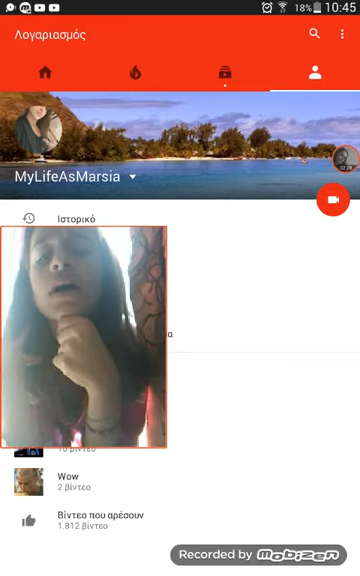 18% 10:45
Λογαριασμός
MyLifeAsMarsia
Ιστορικό
α
10 βίντεο
Wow
2 βίντεο
Βίντεο που αρέσουν
1.812 βίντεο
Recorded by Mobizen